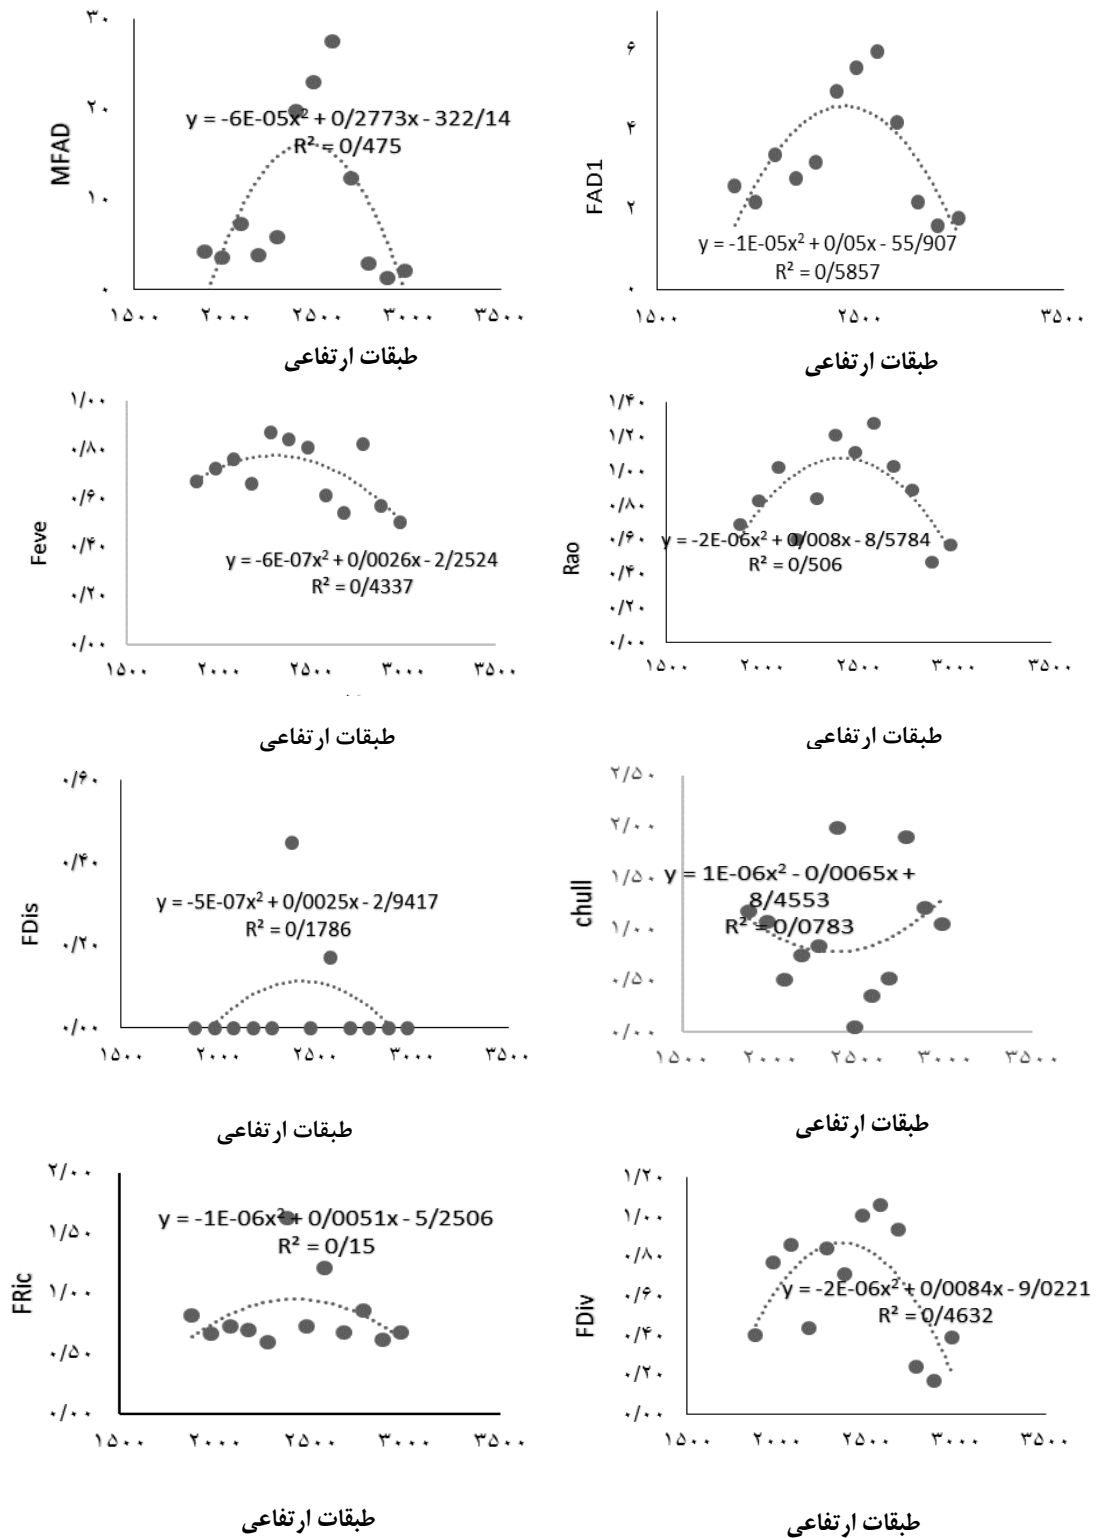 MFAD
۳۰
۲۰
۱۰
۰
y = -6E-05x² + 0/2773x - 322/14
R² = 0/475
۱۵۰۰ ۲۰۰۰ ۲۵۰۰ ۳۰۰۰ ۳۵۰۰
طبقات ارتفاعی
FAD1
۶
۴
۲
۰
y = -1E-05x² + 0/05x - 55/907
R² = 0/5857
۱۵۰۰ ۲۵۰۰ ۳۵۰۰
طبقات ارتفاعی
Feve
۱/۰۰
۰/۸۰
۰/۶۰
۰/۴۰
۰/۲۰
۰/۰۰
y = -6E-07x² + 0/0026x - 2/2524
R² = 0/4337
۱۵۰۰ ۲۰۰۰ ۲۵۰۰ ۳۰۰۰ ۳۵۰۰
طبقات ارتفاعی
Rao
۱/۴۰
۱/۲۰
۱/۰۰
۰/۸۰
۰/۶۰
۰/۴۰
۰/۲۰
۰/۰۰
y = -2E-06x² + 0/008x - 8/5784
R² = 0/506
۱۵۰۰ ۲۰۰۰ ۲۵۰۰ ۳۰۰۰ ۳۵۰۰
طبقات ارتفاعی
FDis
۰/۶۰
۰/۴۰
۰/۲۰
۰/۰۰
y = -5E-07x² + 0/0025x - 2/9417
R² = 0/1786
۱۵۰۰ ۲۰۰۰ ۲۵۰۰ ۳۰۰۰ ۳۵۰۰
طبقات ارتفاعی
chull
۲/۵۰
۲/۰۰
۱/۵۰
۱/۰۰
۰/۵۰
۰/۰۰
y = 1E-06x² - 0/0065x +
8/4553
R² = 0/0783
۱۵۰۰ ۲۰۰۰ ۲۵۰۰ ۳۰۰۰ ۳۵۰۰
طبقات ارتفاعی
FRic
۲/۰۰
۱/۵۰
۱/۰۰
۰/۵۰
۰/۰۰
y = -1E-06x² + 0/0051x - 5/2506
R² = 0/15
۱۵۰۰ ۲۰۰۰ ۲۵۰۰ ۳۰۰۰ ۳۵۰۰
طبقات ارتفاعی
FDiv
۱/۲۰
۱/۰۰
۰/۸۰
۰/۶۰
۰/۴۰
۰/۲۰
۰/۰۰
y = -2E-06x² + 0/0084x - 9/0221
R² = 0/4632
۱۵۰۰ ۲۰۰۰ ۲۵۰۰ ۳۰۰۰ ۳۵۰۰
طبقات ارتفاعی